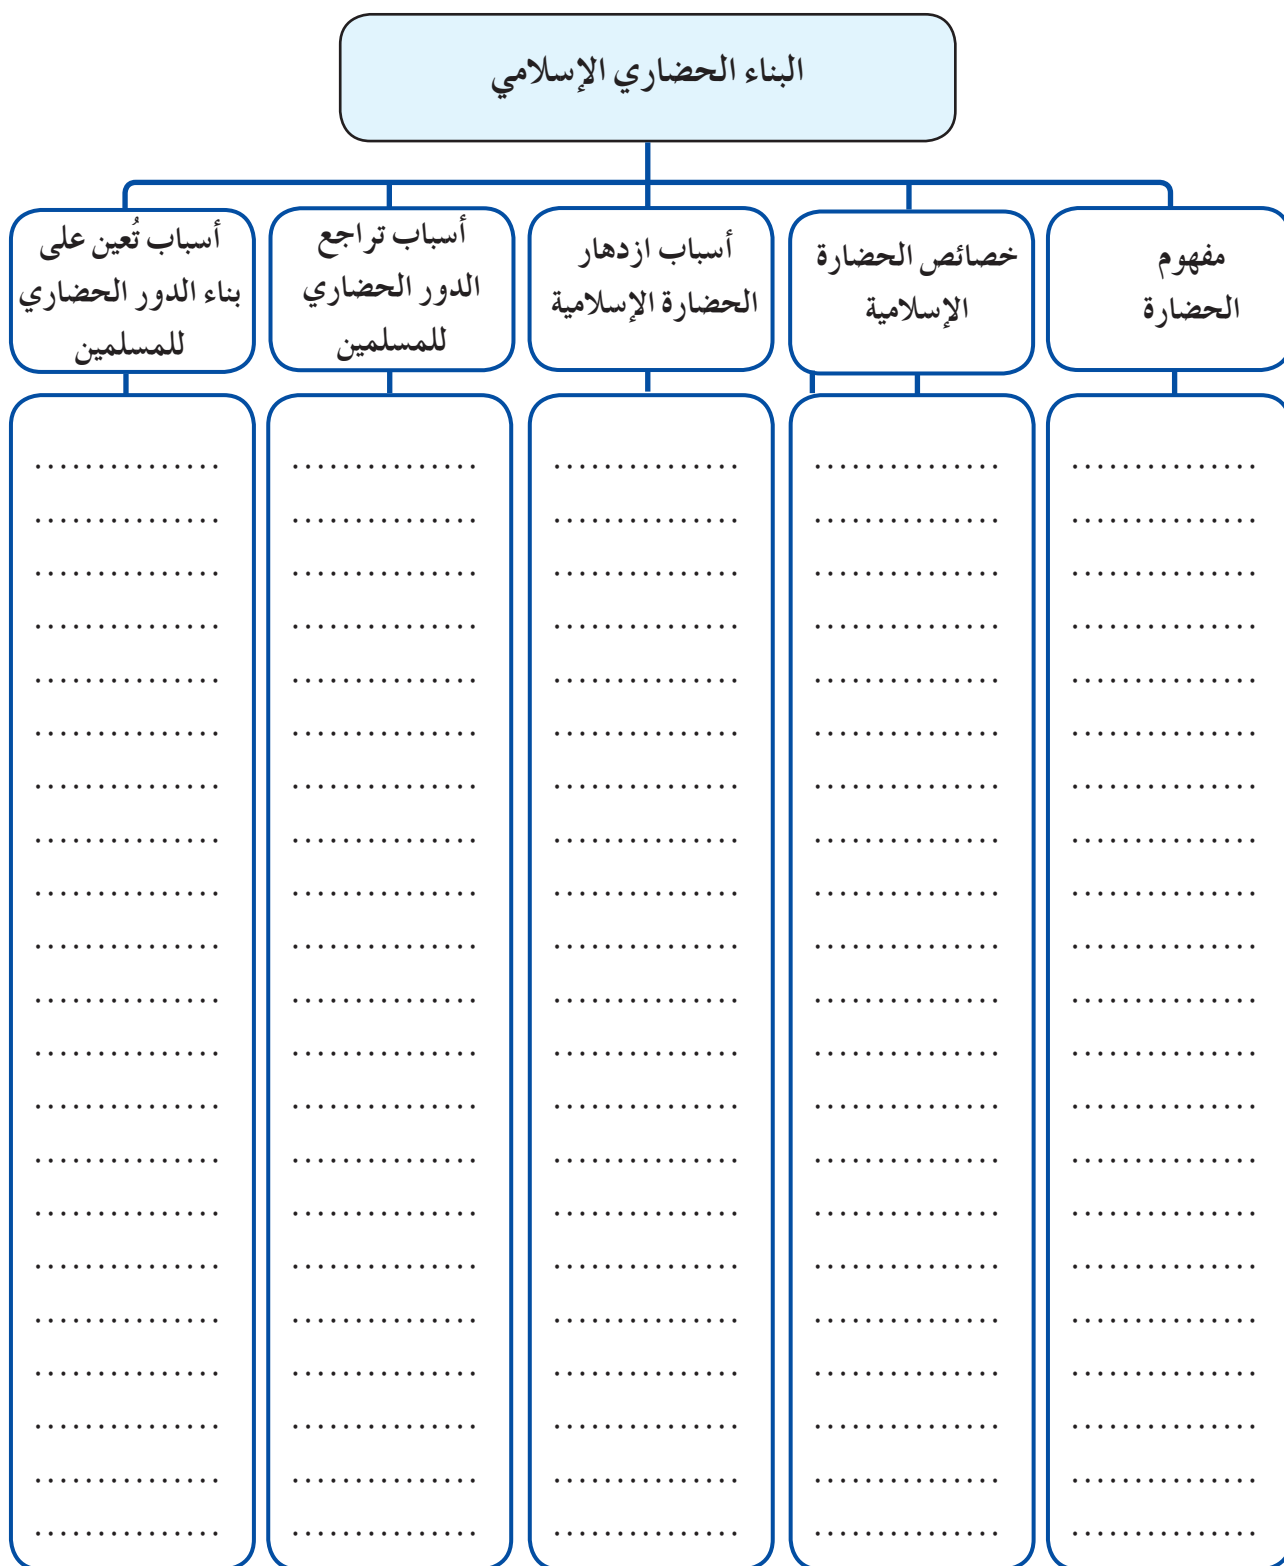 البناء الحضاري الإسلامي
مفهوم
الحضارة
خصائص الحضارة
الإسلامية
أسباب ازدهار
الحضارة الإسلامية
أسباب تراجع
الدور الحضاري
للمسلمين
أسباب تُعين على
بناء الدور الحضاري
للمسلمين